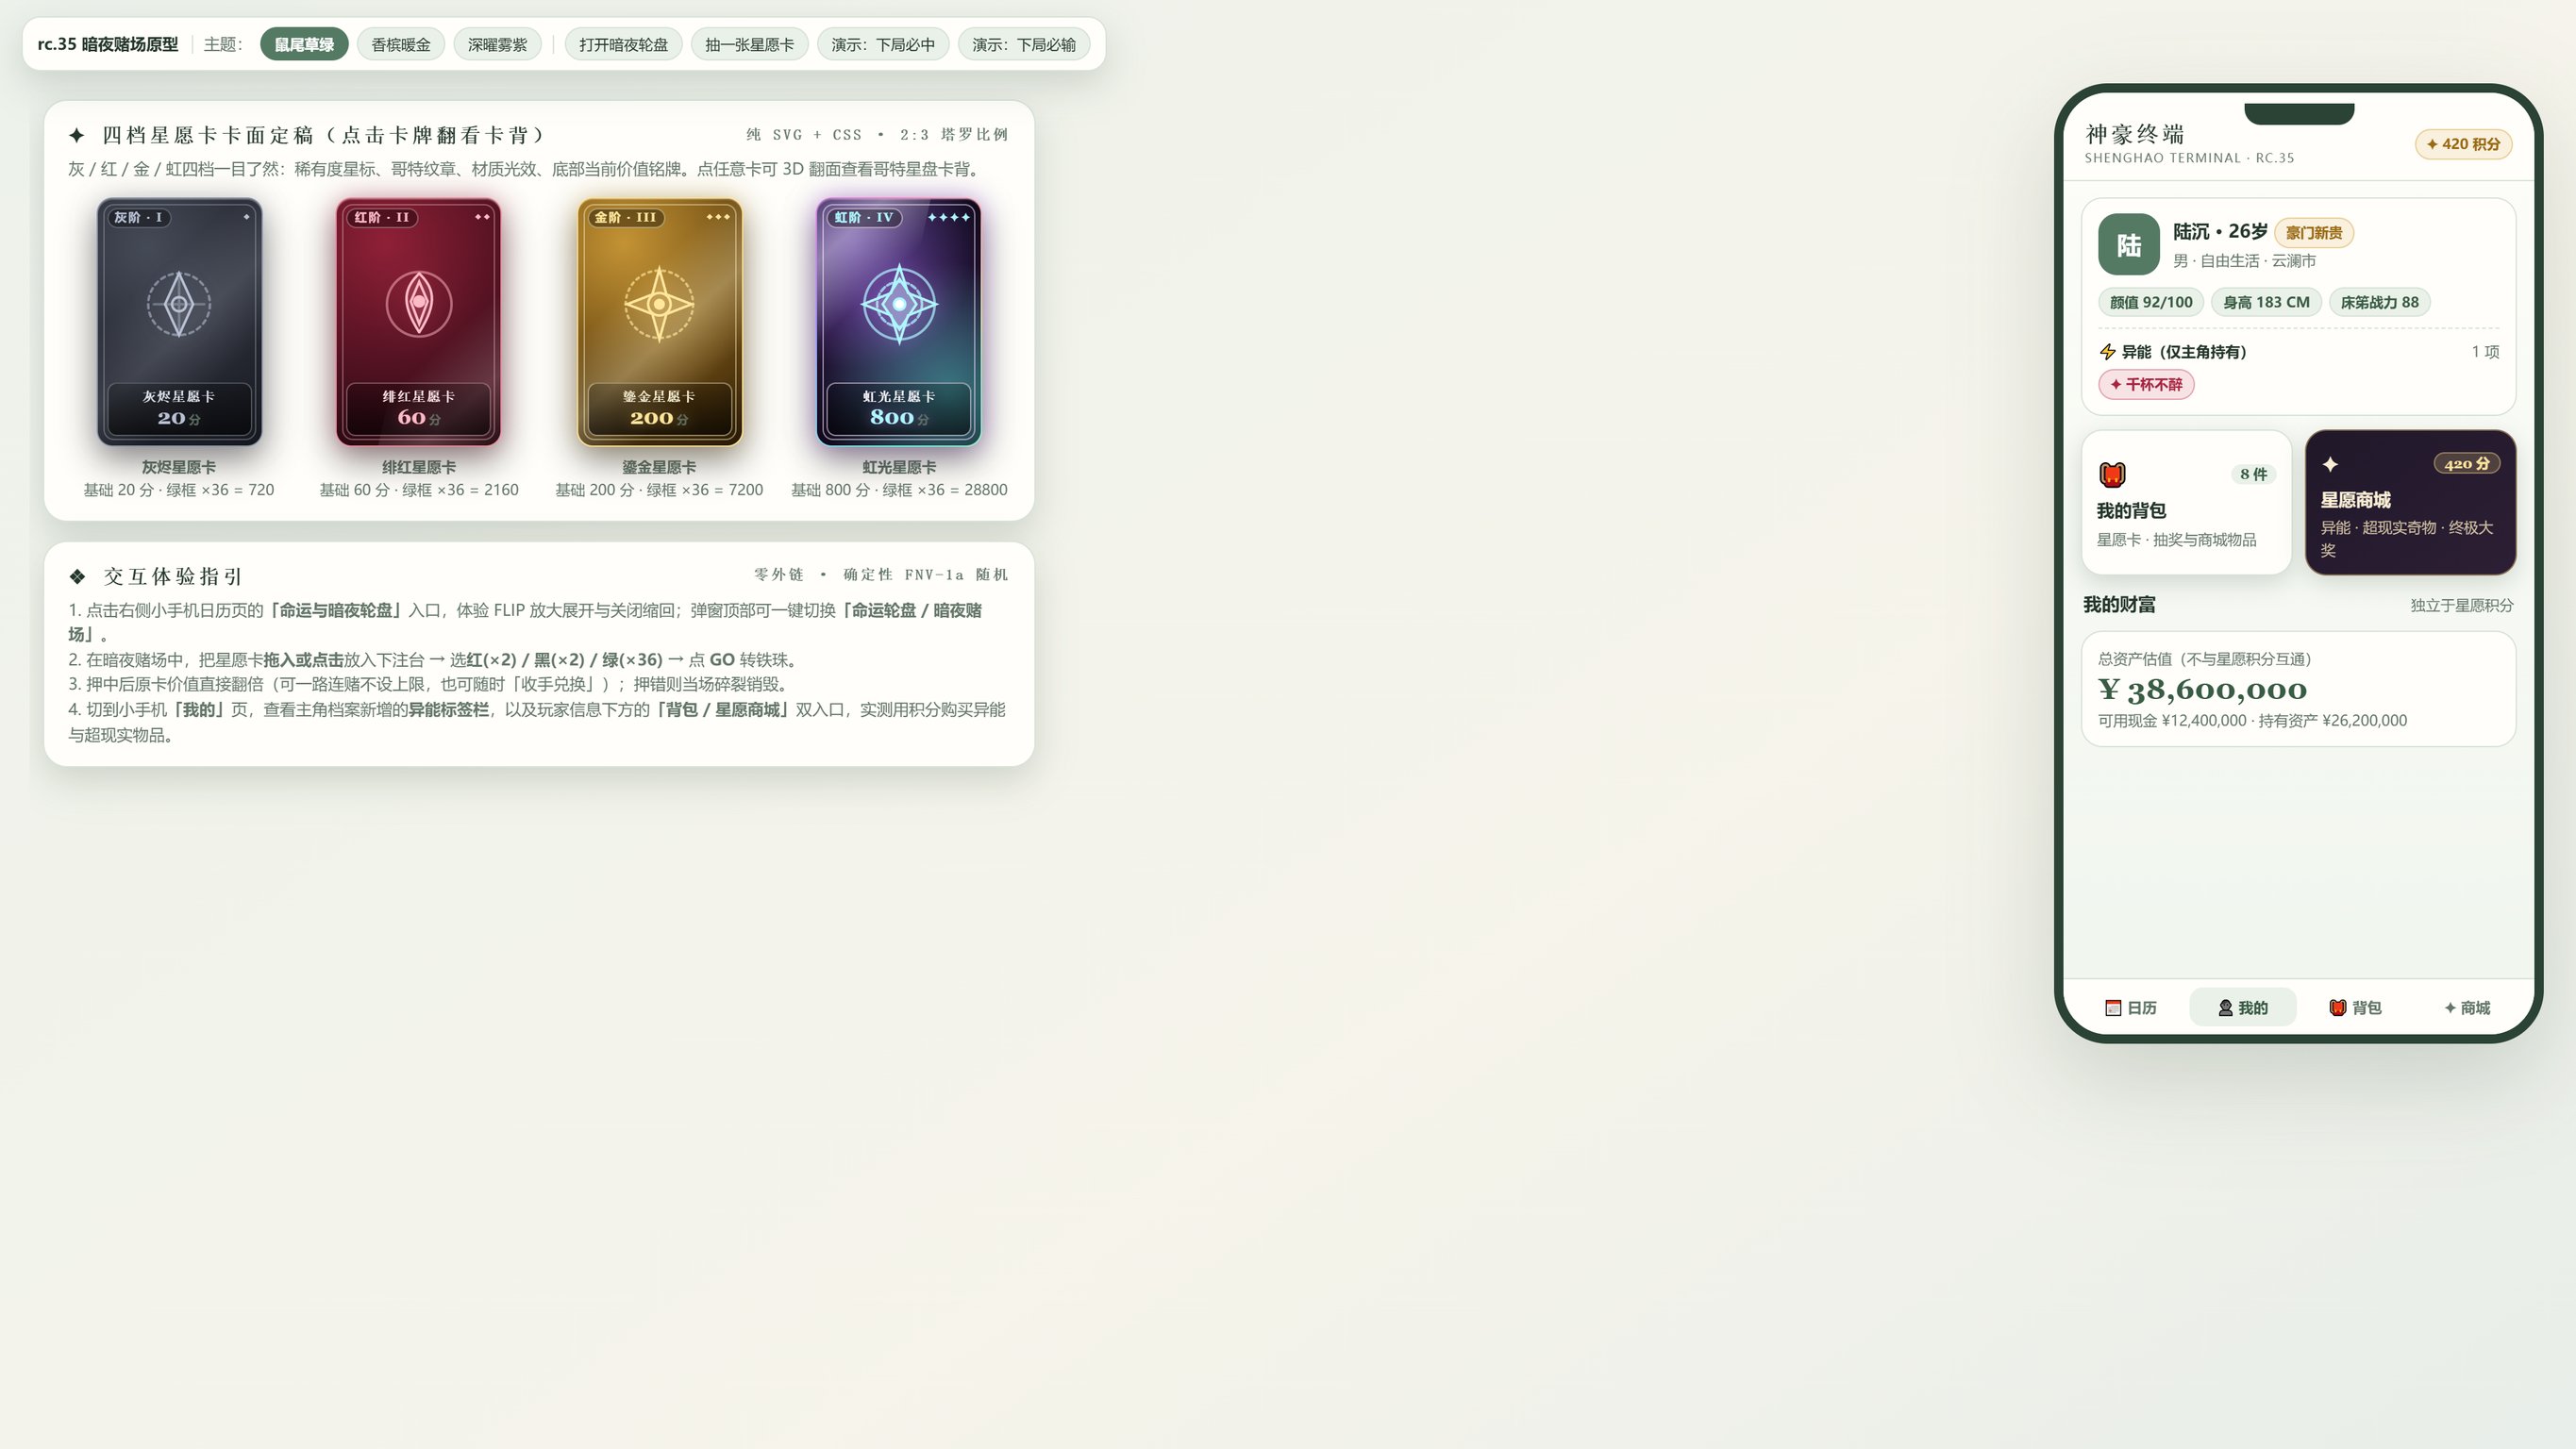 rc.35 暗夜赌场原型 主题： 鼠尾草绿 香槟暖金 深曜雾紫 打开暗夜轮盘 抽一张星愿卡 演示：下局必中 演示：下局必输
✦ 四档星愿卡卡面定稿（点击卡牌翻看卡背） 纯 SVG + CSS • 2:3 塔罗比例
灰 / 红 / 金 / 虹四档一目了然：稀有度星标、哥特纹章、材质光效、底部当前价值铭牌。点任意卡可 3D 翻面查看哥特星盘卡背。
灰阶 · I
灰烬星愿卡
20 分
灰烬星愿卡
基础 20 分 · 绿框 ×36 = 720
红阶 · II
绯红星愿卡
60 分
绯红星愿卡
基础 60 分 · 绿框 ×36 = 2160
金阶 · III
鎏金星愿卡
200 分
鎏金星愿卡
基础 200 分 · 绿框 ×36 = 7200
虹阶 · IV
虹光星愿卡
800 分
虹光星愿卡
基础 800 分 · 绿框 ×36 = 28800
❖ 交互体验指引 零外链 • 确定性 FNV-1a 随机
1. 点击右侧小手机日历页的「命运与暗夜轮盘」入口，体验 FLIP 放大展开与关闭缩回；弹窗顶部可一键切换「命运轮盘 / 暗夜赌
场」。
2. 在暗夜赌场中，把星愿卡拖入或点击放入下注台 → 选红(×2) / 黑(×2) / 绿(×36) → 点 GO 转铁珠。
3. 押中后原卡价值直接翻倍（可一路连赌不设上限，也可随时「收手兑换」）；押错则当场碎裂销毁。
4. 切到小手机「我的」页，查看主角档案新增的异能标签栏，以及玩家信息下方的「背包 / 星愿商城」双入口，实测用积分购买异能
与超现实物品。
神豪终端
SHENGHAO TERMINAL · RC.35
✦ 420 积分
陆
陆沉 • 26岁 豪门新贵
男 · 自由生活 · 云澜市
颜值 92/100 身高 183 CM 床笫战力 88
⚡ 异能（仅主角持有） 1 项
✦ 千杯不醉
8 件
我的背包
星愿卡 · 抽奖与商城物品
✦ 420 分
星愿商城
异能 · 超现实奇物 · 终极大
奖
我的财富 独立于星愿积分
总资产估值（不与星愿积分互通）
¥ 38,600,000
可用现金 ¥12,400,000 · 持有资产 ¥26,200,000
日历 我的 背包 ✦ 商城